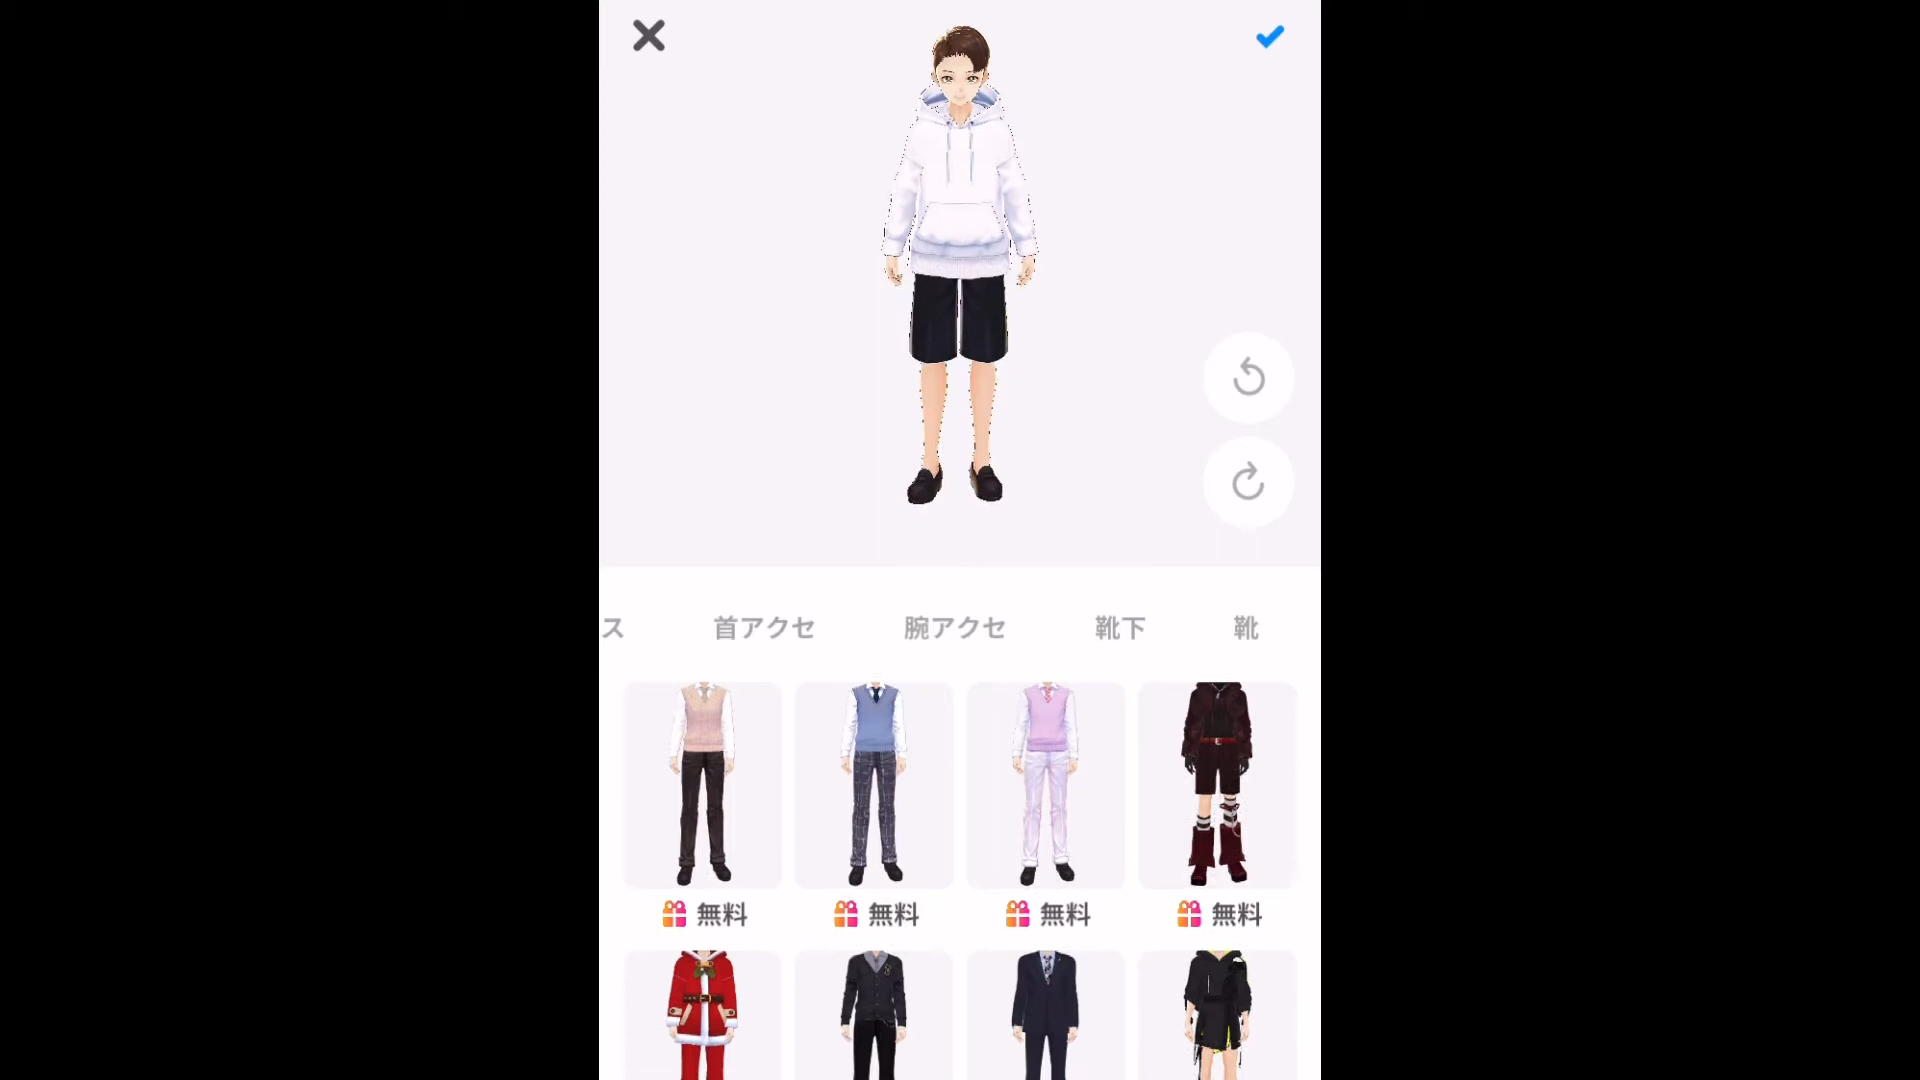 ス 首アクセ 腕アクセ 靴下 靴
無料 無料 無料 無料